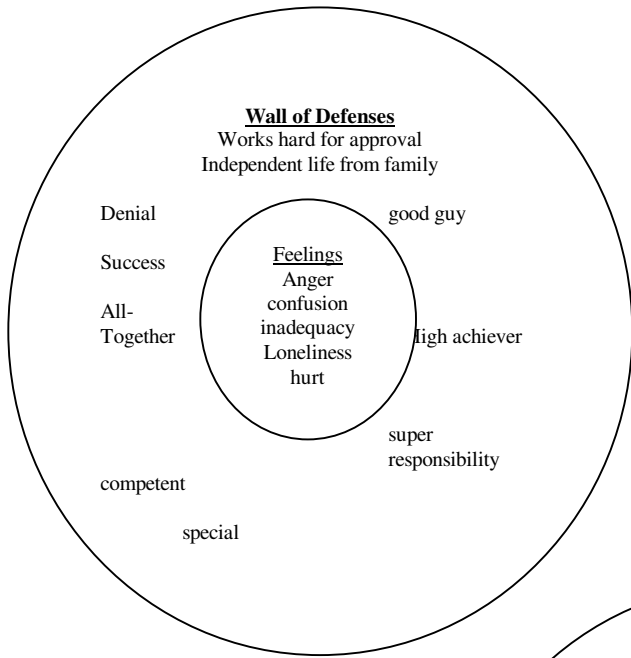 Wall of Defenses
Works hard for approval
Independent life from family
Denial
good guy
Success
Feelings
Anger
confusion
inadequacy
Loneliness
hurt
All-
Together
High achiever
super
responsibility
competent
special